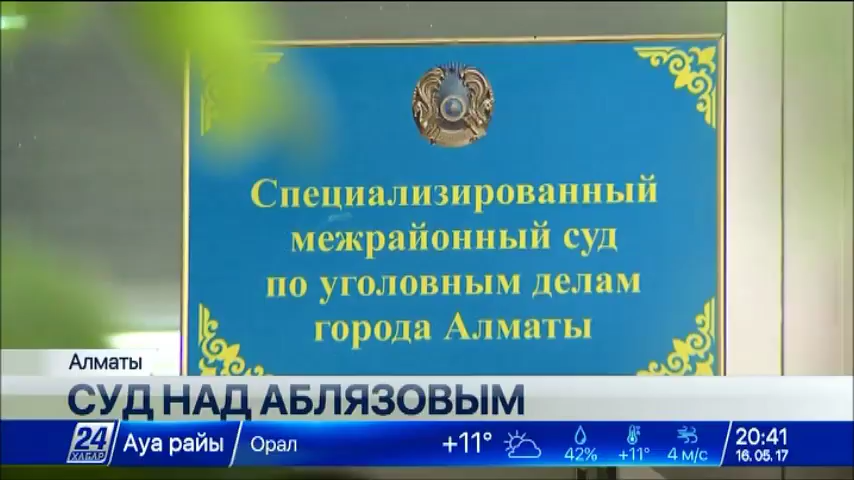 Специализированный
межрайонный суд
по уголовным делам
города Алматы
Алматы
СУД НАД АБЛЯЗОВЫМ
24 ХАБАР Ауа райы Орал +11° 42% +11° 4 м/с 20:41
16.05.17